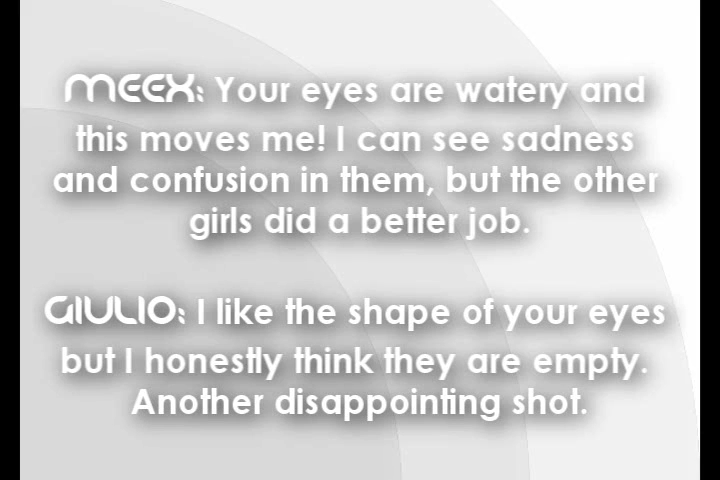 MEEX: Your eyes are watery and
this moves me! I can see sadness
and confusion in them, but the other
girls did a better job.
GIULIO: I like the shape of your eyes
but I honestly think they are empty.
Another disappointing shot.